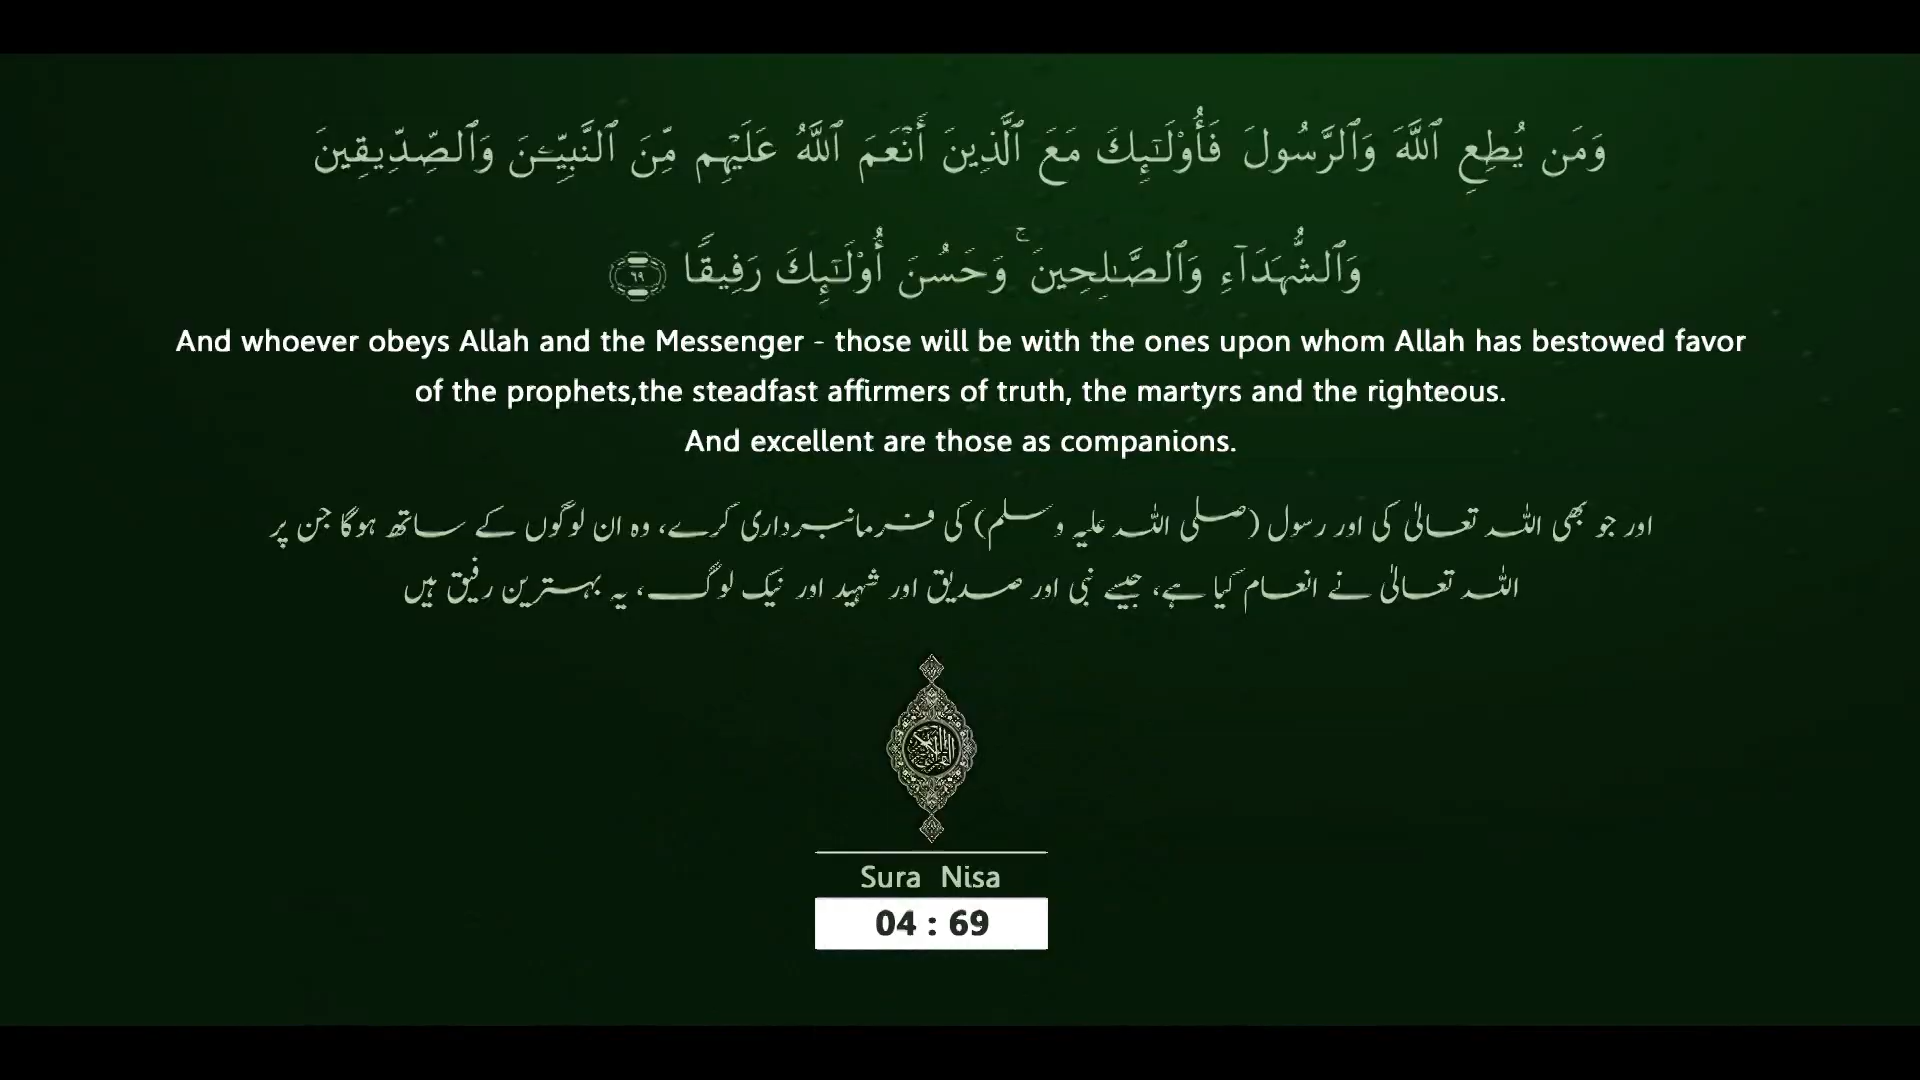 وَمَن يُطِعِ ٱللَّهَ وَٱلرَّسُولَ فَأُو۟لَـٰٓئِكَ مَعَ ٱلَّذِينَ أَنْعَمَ ٱللَّهُ عَلَيْهِم مِّنَ ٱلنَّبِيِّـۧنَ وَٱلصِّدِّيقِينَ
وَٱلشُّهَدَآءِ وَٱلصَّـٰلِحِينَ ۚ وَحَسُنَ أُو۟لَـٰٓئِكَ رَفِيقًا ٦٩
And whoever obeys Allah and the Messenger - those will be with the ones upon whom Allah has bestowed favor
of the prophets,the steadfast affirmers of truth, the martyrs and the righteous.
And excellent are those as companions.
اور جو بھی اللہ تعالیٰ کی اور رسول (صلی اللہ علیہ وسلم) کی فرمانبرداری کرے، وہ ان لوگوں کے ساتھ ہوگا جن پر
اللہ تعالیٰ نے انعام کیا ہے، جیسے نبی اور صدیق اور شہید اور نیک لوگ، یہ بہترین رفیق ہیں
القرآن الكريم
Sura Nisa
04 : 69